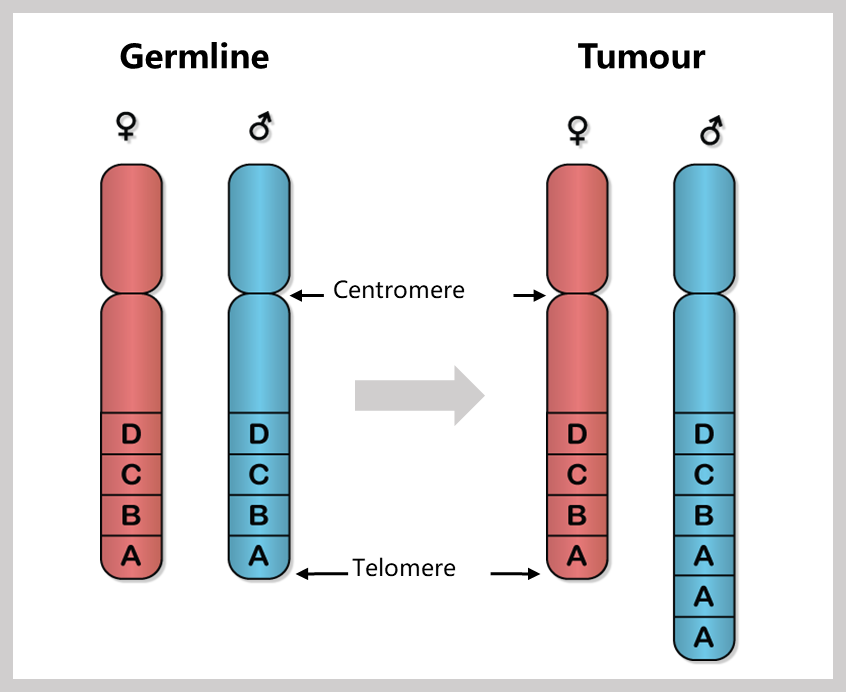 Germline
Tumour
♀ ♂
♀ ♂
Centromere
D D D D
C C C C
B B B B
A A A A
Telomere
A
A